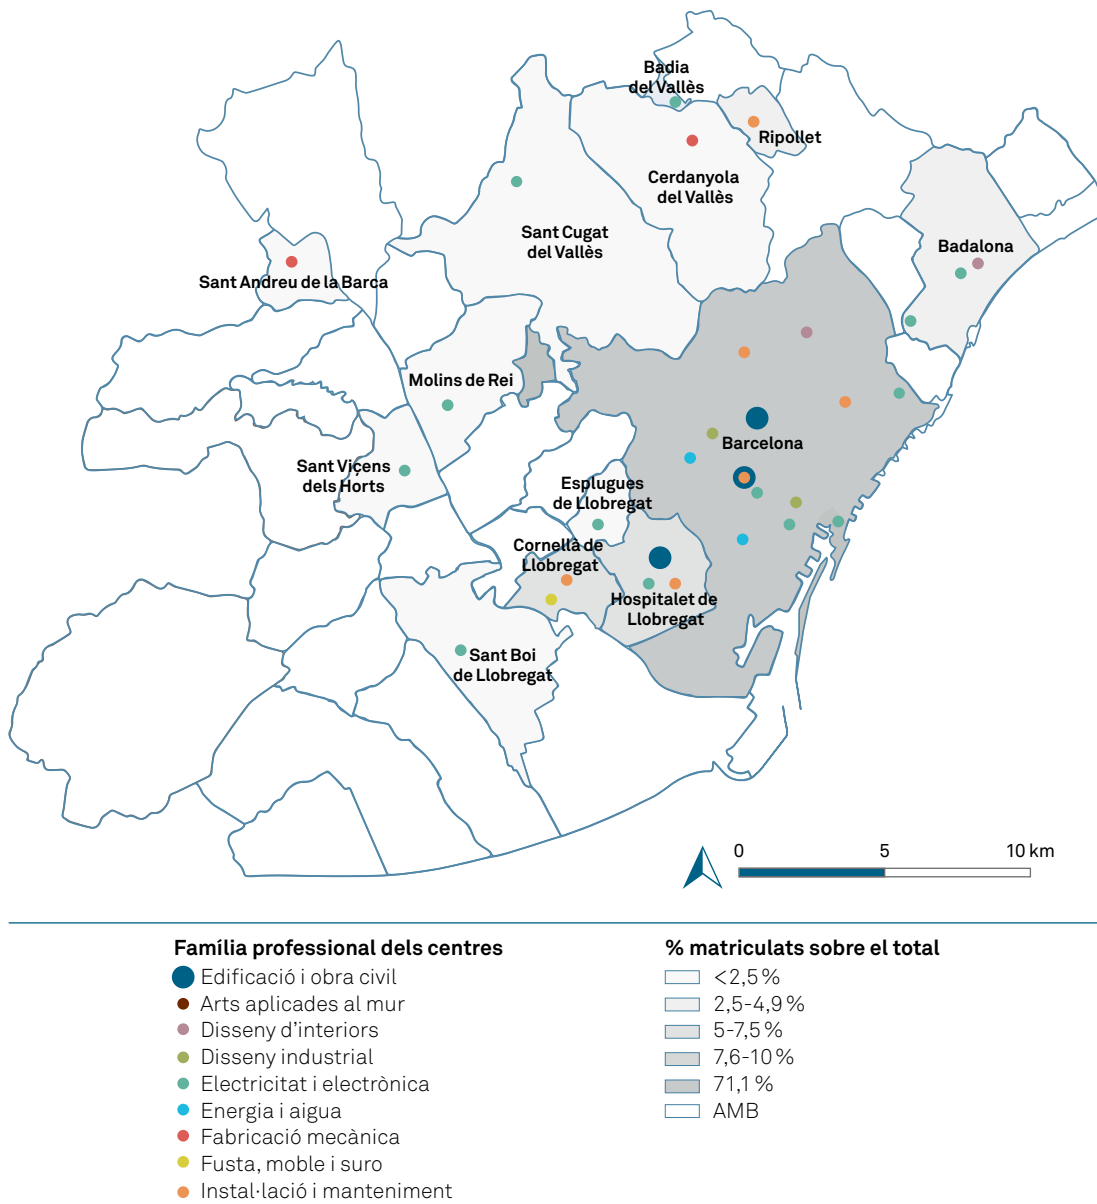 Badia
del Vallès
Ripollet
Cerdanyola
del Vallès
Sant Cugat
del Vallès
Badalona
Sant Andreu de la Barca
Molins de Rei
Barcelona
Sant Viçens
dels Horts
Esplugues
de Llobregat
Cornellà de
Llobregat
Hospitalet de
Llobregat
Sant Boi
de Llobregat
0 5 10 km
Família professional dels centres
Edificació i obra civil
Arts aplicades al mur
Disseny d'interiors
Disseny industrial
Electricitat i electrònica
Energia i aigua
Fabricació mecànica
Fusta, moble i suro
Instal·lació i manteniment
% matriculats sobre el total
<2,5 %
2,5-4,9 %
5-7,5 %
7,6-10 %
71,1 %
AMB